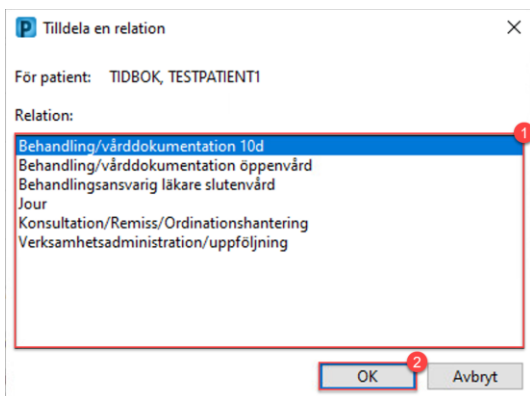 P Tilldela en relation
För patient: TIDBOK, TESTPATIENT1
Relation:
1
Behandling/vårddokumentation 10d
Behandling/vårddokumentation öppenvård
Behandlingsansvarig läkare slutenvård
Jour
Konsultation/Remiss/Ordinationshantering
Verksamhetsadministration/uppföljning
2
OK Avbryt